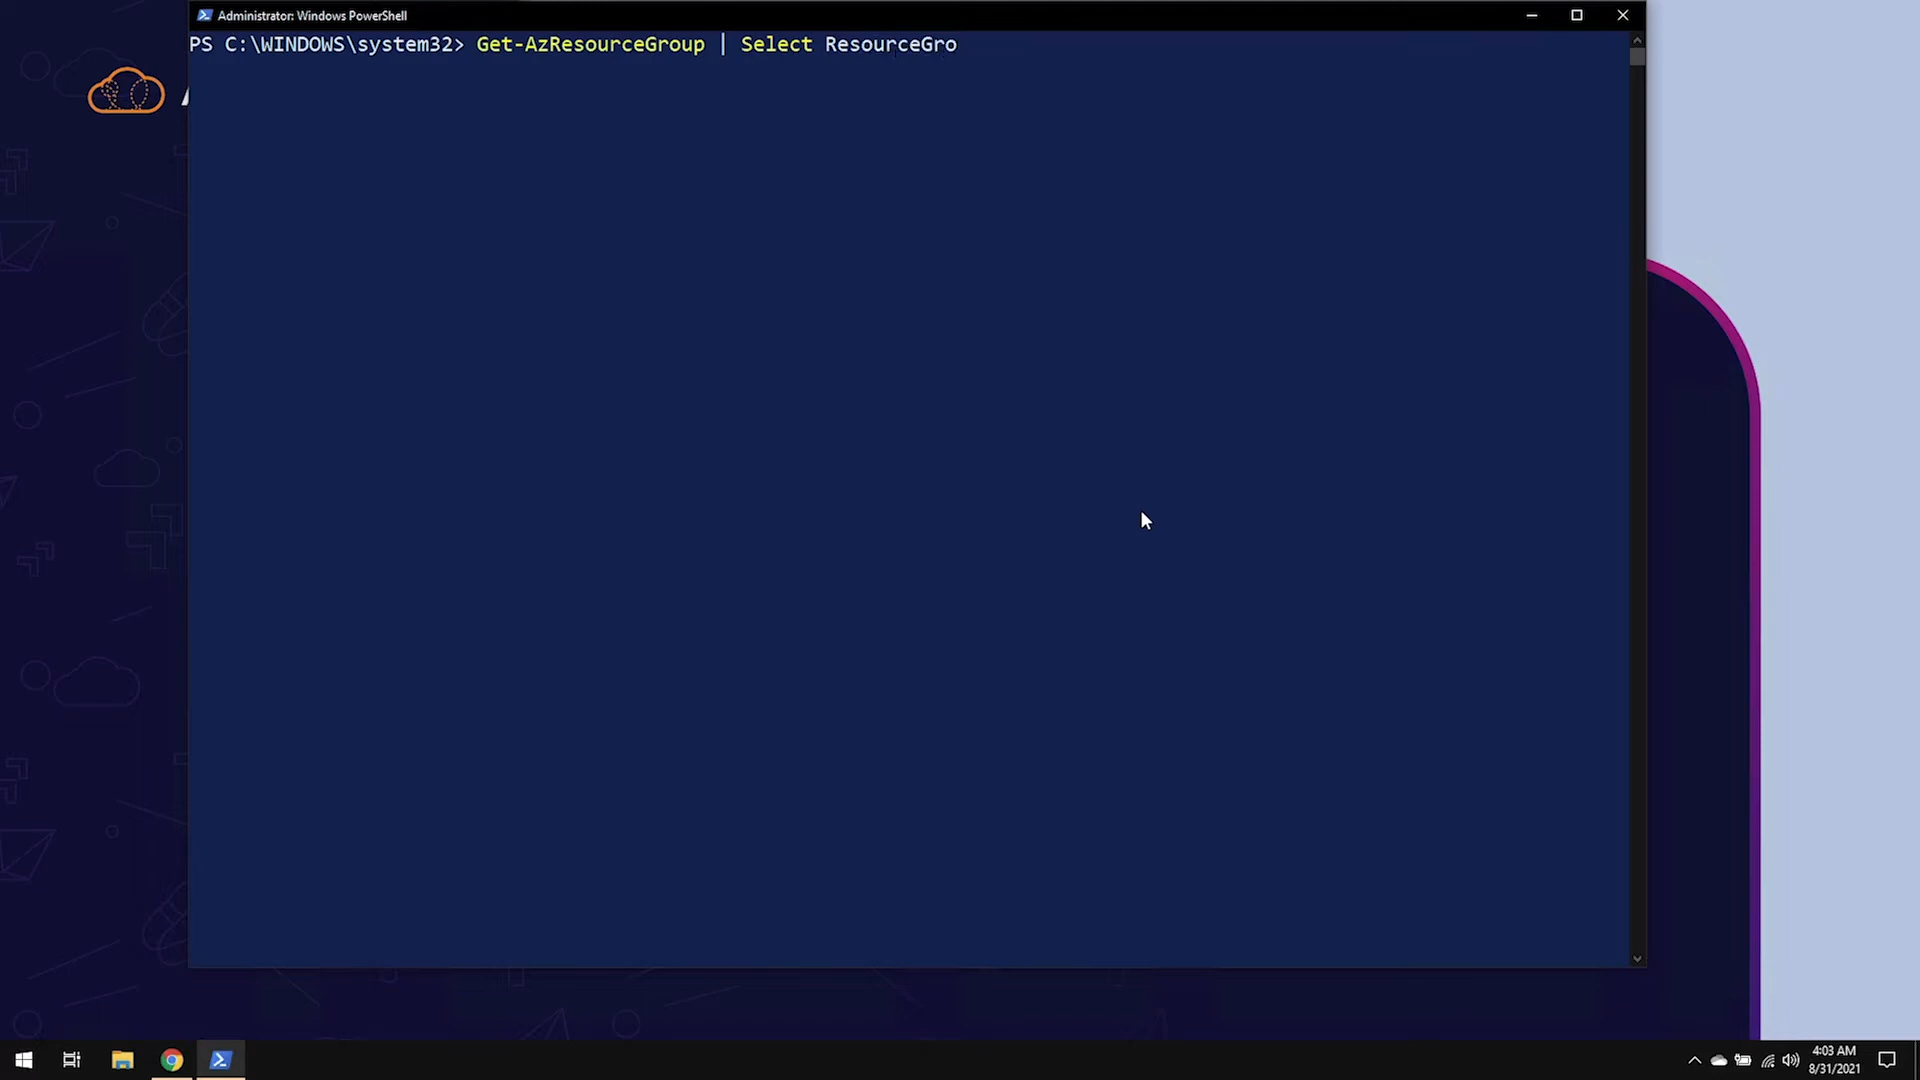 Administrator: Windows PowerShell
PS C:\WINDOWS\system32> Get-AzResourceGroup | Select ResourceGro
4:03 AM
8/31/2021